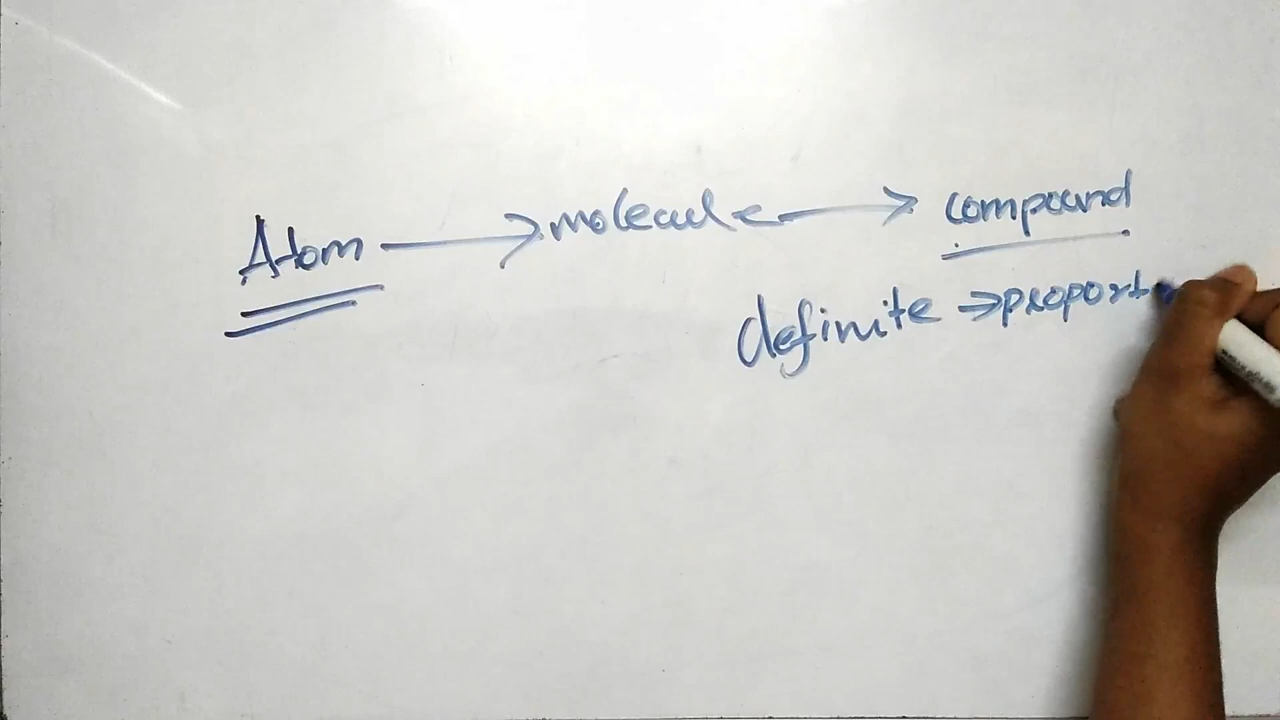 Atom → molecule → compound
definite → proport